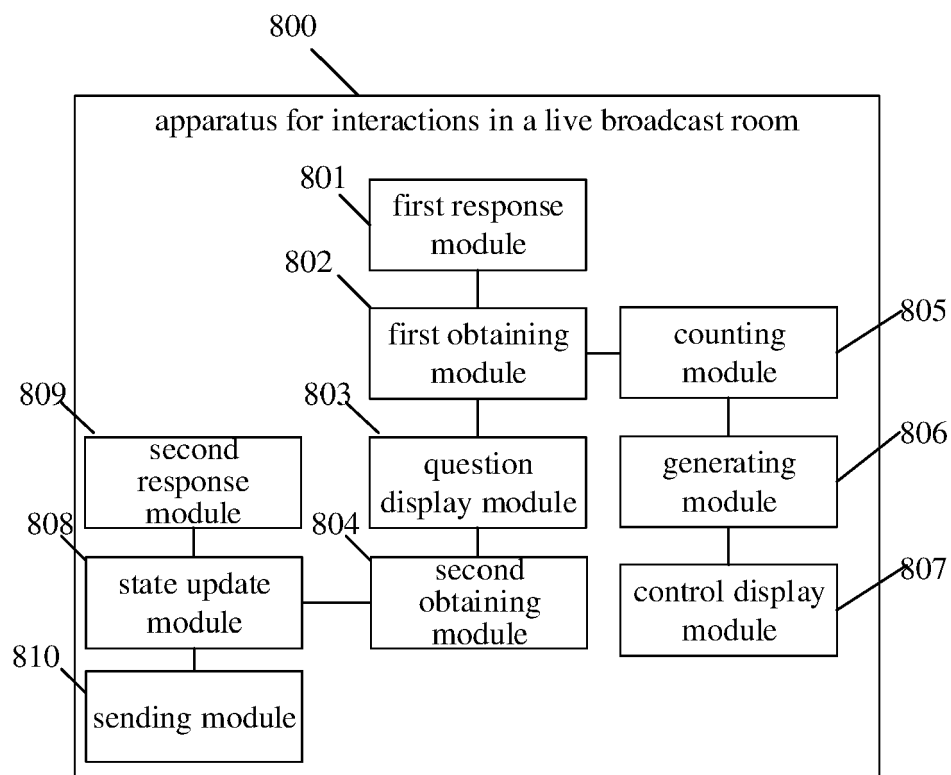 800
apparatus for interactions in a live broadcast room
801
first response
module
802
first obtaining
module
805
counting
module
809
second
response
module
803
question
display module
806
generating
module
808
state update
module
804
second
obtaining
module
807
control display
module
810
sending module